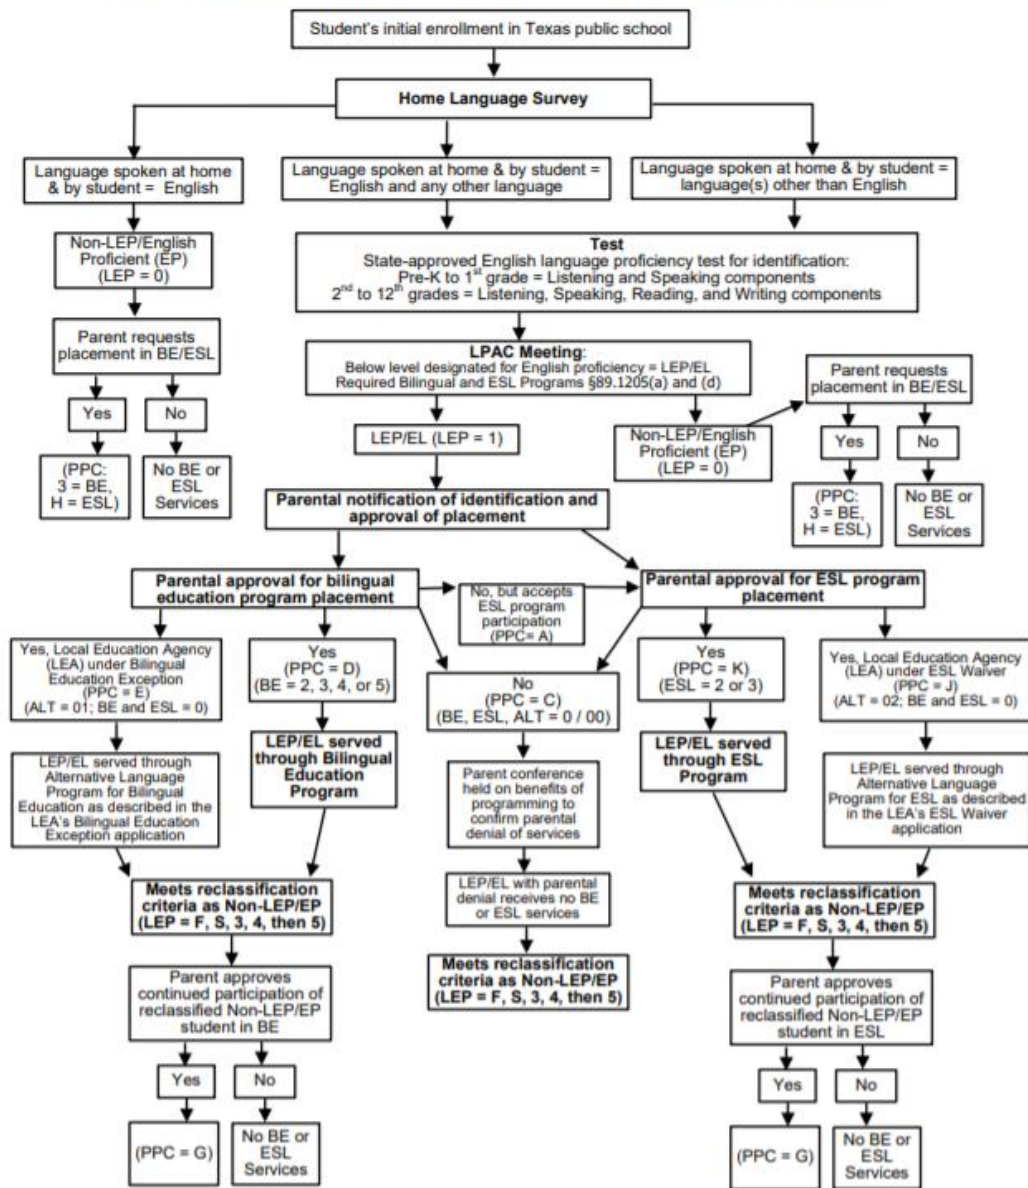 Student's initial enrollment in Texas public school
Home Language Survey
Language spoken at home
& by student = English
Language spoken at home & by student =
English and any other language
Language spoken at home & by student =
language(s) other than English
Non-LEP/English
Proficient (EP)
(LEP = 0)
Test
State-approved English language proficiency test for identification:
Pre-K to 1st grade = Listening and Speaking components
2nd to 12th grades = Listening, Speaking, Reading, and Writing components
Parent requests
placement in BE/ESL
Yes
No
(PPC:
3 = BE,
H = ESL)
No BE or
ESL
Services
LPAC Meeting:
Below level designated for English proficiency = LEP/EL
Required Bilingual and ESL Programs §89.1205(a) and (d)
LEP/EL (LEP = 1)
Non-LEP/English
Proficient (EP)
(LEP = 0)
Parent requests
placement in BE/ESL
Yes
No
(PPC:
3 = BE,
H = ESL)
No BE or
ESL
Services
Parental notification of identification and
approval of placement
Parental approval for bilingual
education program placement
No, but accepts
ESL program
participation
(PPC= A)
Parental approval for ESL program
placement
Yes, Local Education Agency
(LEA) under Bilingual
Education Exception
(PPC = E)
(ALT = 01; BE and ESL = 0)
Yes
(PPC = D)
(BE = 2, 3, 4, or 5)
No
(PPC = C)
(BE, ESL, ALT = 0 / 00)
Yes
(PPC = K)
(ESL = 2 or 3)
Yes, Local Education Agency
(LEA) under ESL Waiver
(PPC = J)
(ALT = 02; BE and ESL = 0)
LEP/EL served through
Alternative Language
Program for Bilingual
Education as described in the
LEA's Bilingual Education
Exception application
LEP/EL served
through Bilingual
Education
Program
Parent conference
held on benefits of
programming to
confirm parental
denial of services
LEP/EL served
through ESL
Program
LEP/EL served through
Alternative Language
Program for ESL as described
in the LEA's ESL Waiver
application
Meets reclassification
criteria as Non-LEP/EP
(LEP = F, S, 3, 4, then 5)
LEP/EL with parental
denial receives no BE
or ESL services
Meets reclassification
criteria as Non-LEP/EP
(LEP = F, S, 3, 4, then 5)
Meets reclassification
criteria as Non-LEP/EP
(LEP = F, S, 3, 4, then 5)
Parent approves
continued participation of
reclassified Non-LEP/EP
student in BE
Yes
No
(PPC = G)
No BE or
ESL
Services
Parent approves
continued participation of
reclassified Non-LEP/EP
student in ESL
Yes
No
(PPC = G)
No BE or
ESL
Services